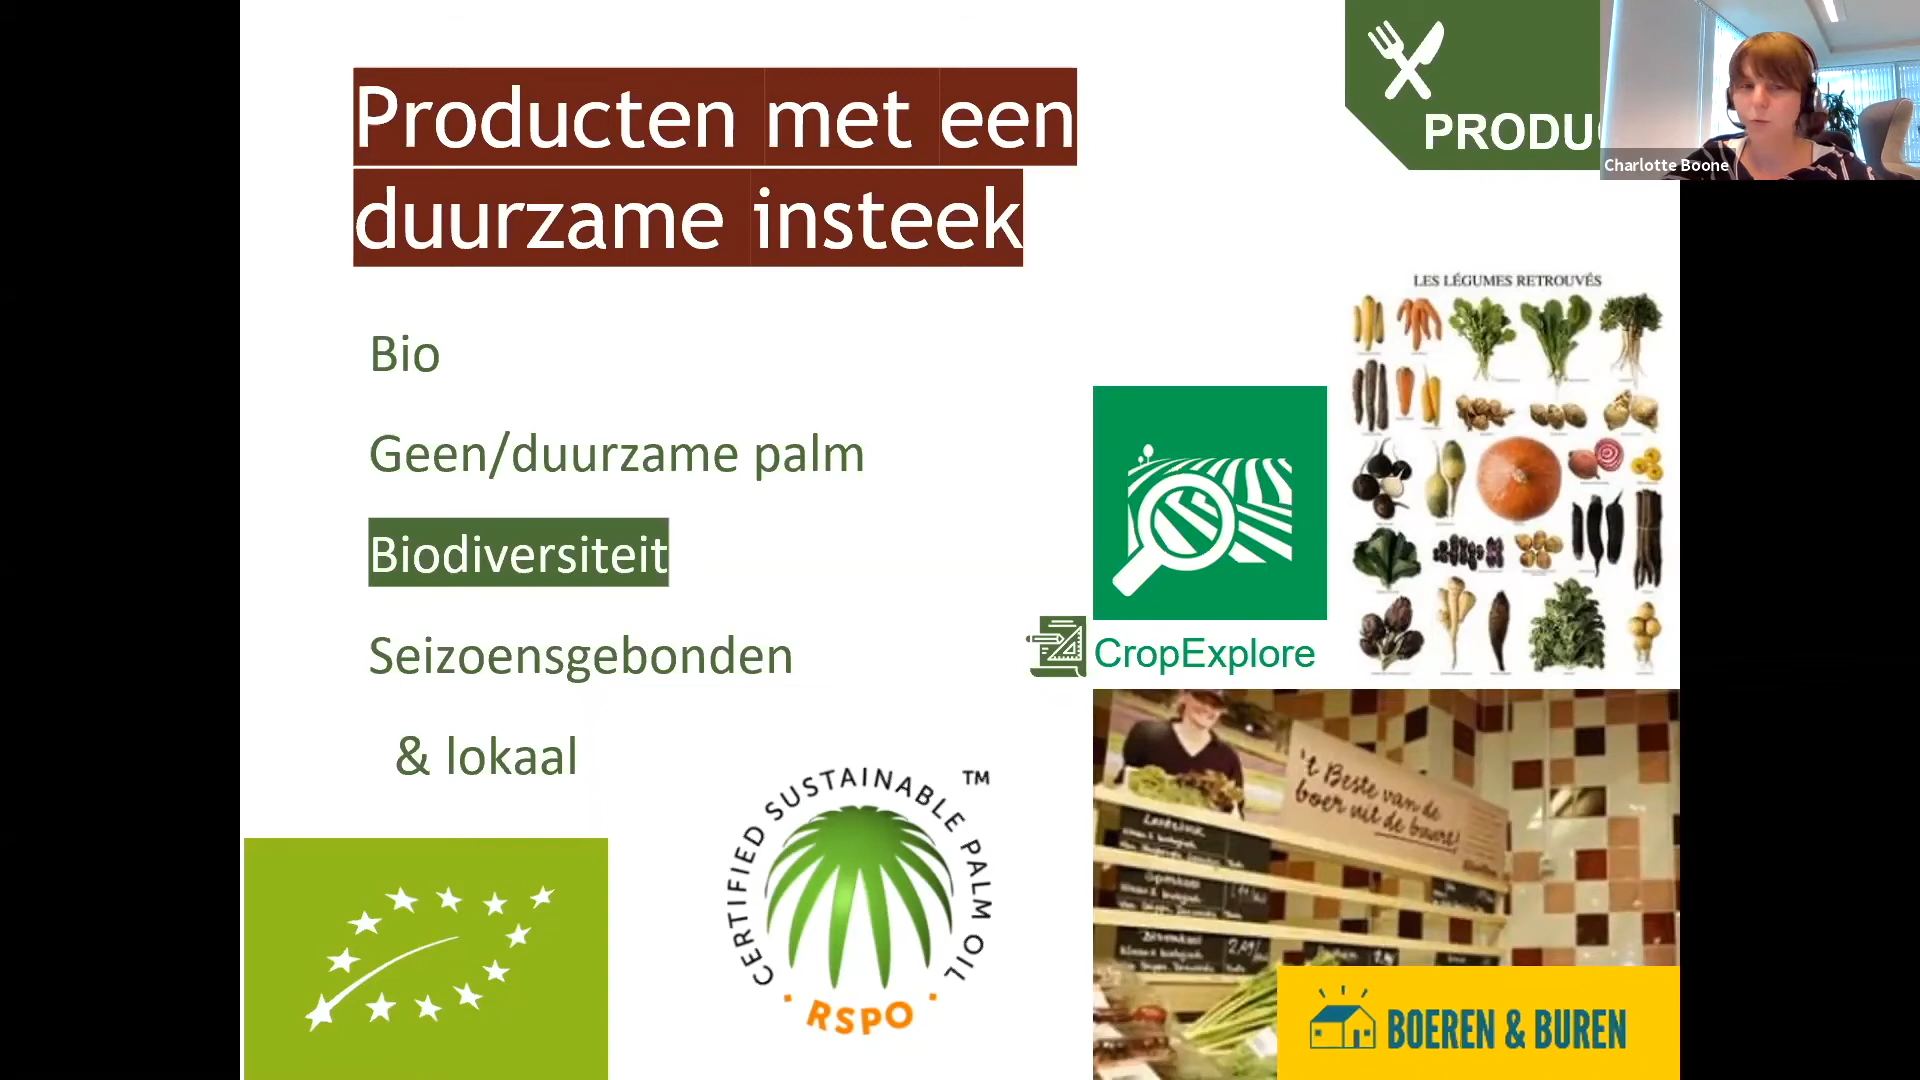 Producten met een
duurzame insteek
PRODU
Charlotte Boone
Bio
Geen/duurzame palm
Biodiversiteit
Seizoensgebonden
& lokaal
LES LÉGUMES RETROUVÉS
CropExplore
CERTIFIED SUSTAINABLE PALM OIL
TM
RSPO
't Beste van de
boer uit de buurt!
BOEREN & BUREN